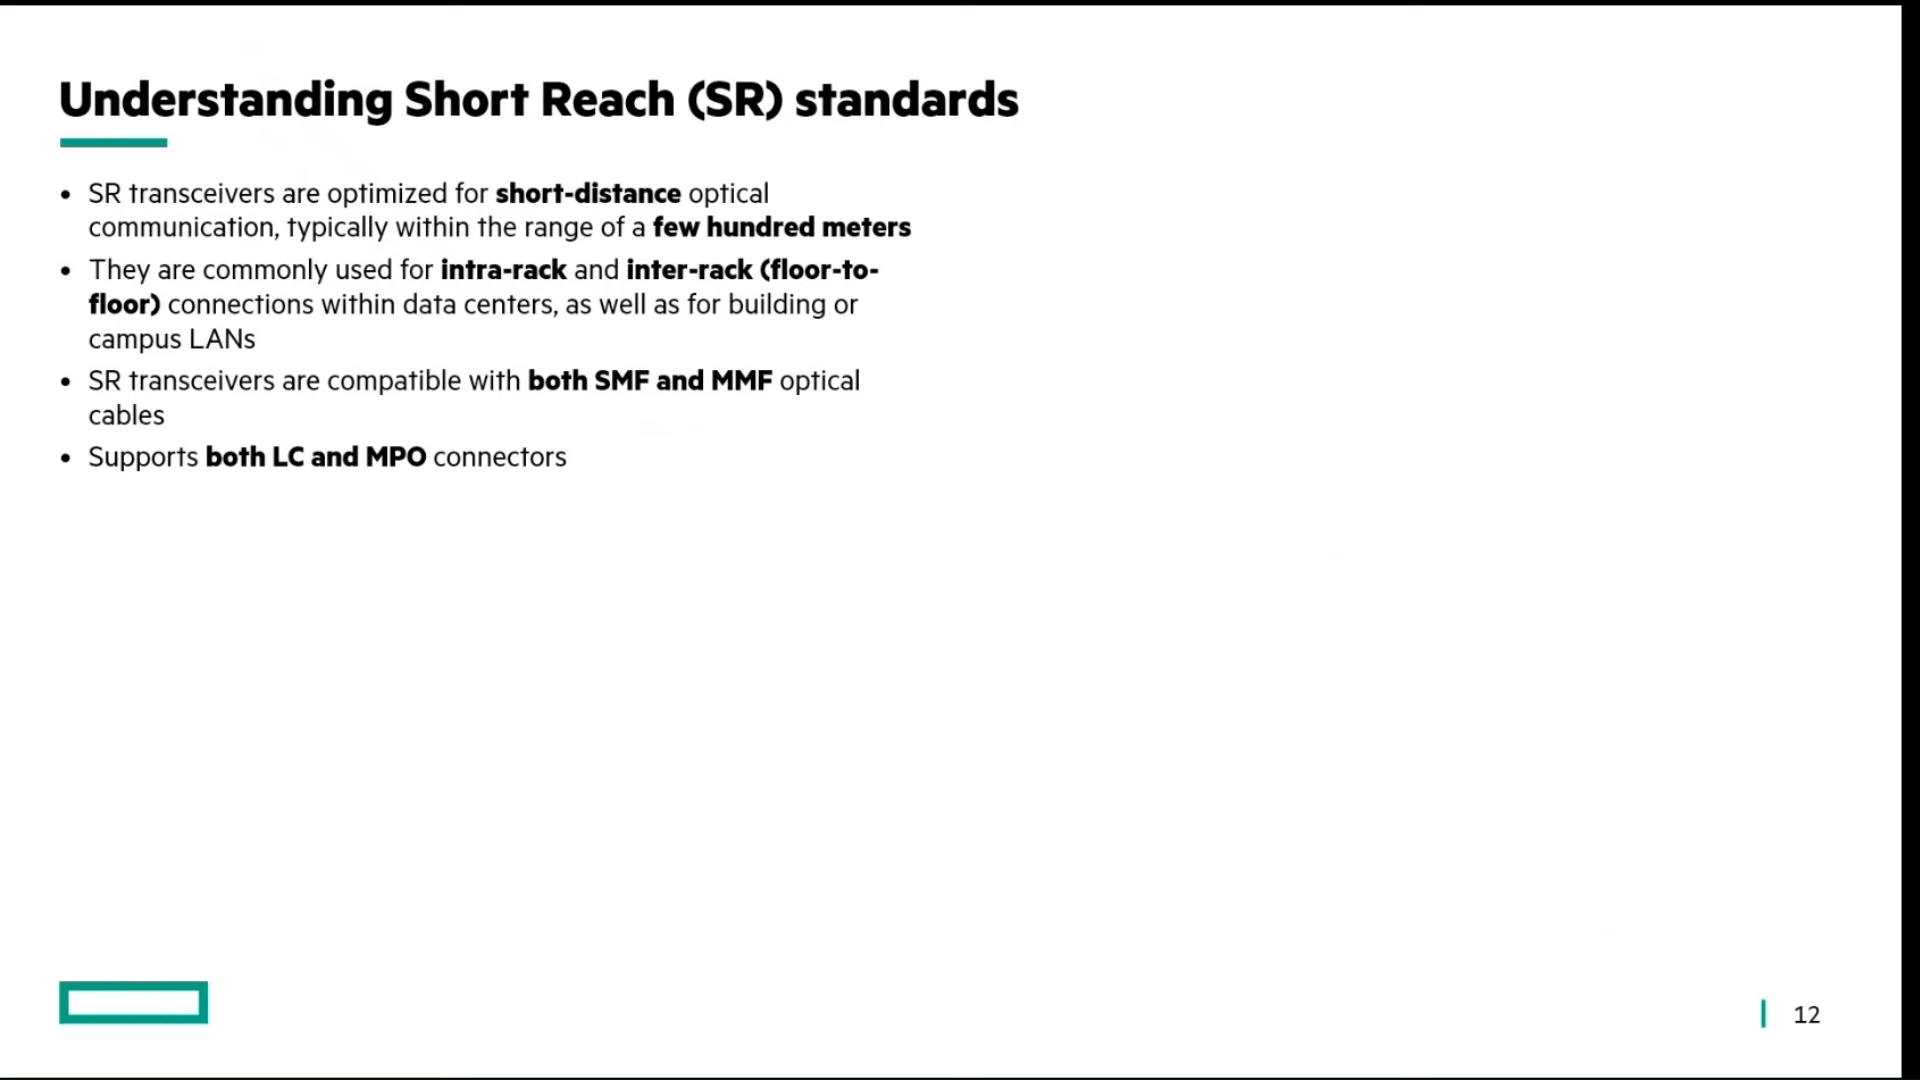 Understanding Short Reach (SR) standards
• SR transceivers are optimized for short-distance optical
communication, typically within the range of a few hundred meters
• They are commonly used for intra-rack and inter-rack (floor-to-
floor) connections within data centers, as well as for building or
campus LANs
• SR transceivers are compatible with both SMF and MMF optical
cables
• Supports both LC and MPO connectors
12